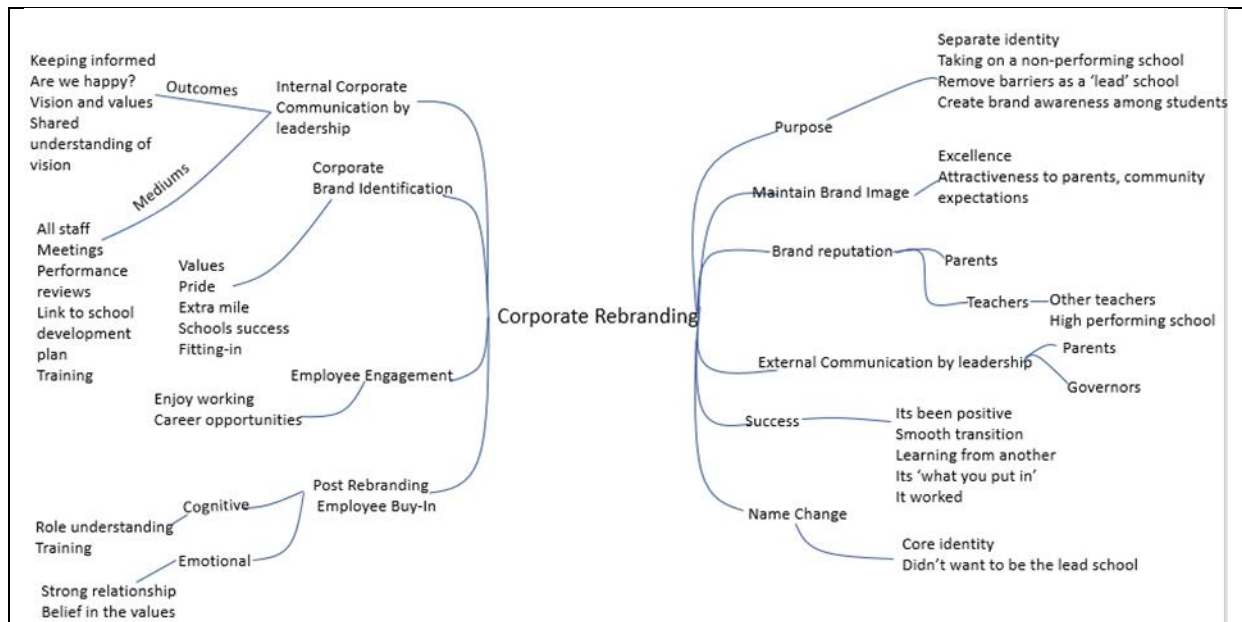 Keeping informed
Are we happy?
Vision and values
Shared
understanding of
vision
Outcomes
Internal Corporate
Communication by
leadership
Mediums
All staff
Meetings
Performance
reviews
Link to school
development
plan
Training
Corporate
Brand Identification
Values
Pride
Extra mile
Schools success
Fitting-in
Employee Engagement
Enjoy working
Career opportunities
Post Rebranding
Employee Buy-In
Cognitive
Role understanding
Training
Emotional
Strong relationship
Belief in the values
Corporate Rebranding
Purpose
Separate identity
Taking on a non-performing school
Remove barriers as a ‘lead’ school
Create brand awareness among students
Maintain Brand Image
Excellence
Attractiveness to parents, community
expectations
Brand reputation
Parents
Teachers
Other teachers
High performing school
External Communication by leadership
Parents
Governors
Success
Its been positive
Smooth transition
Learning from another
Its ‘what you put in’
It worked
Name Change
Core identity
Didn’t want to be the lead school